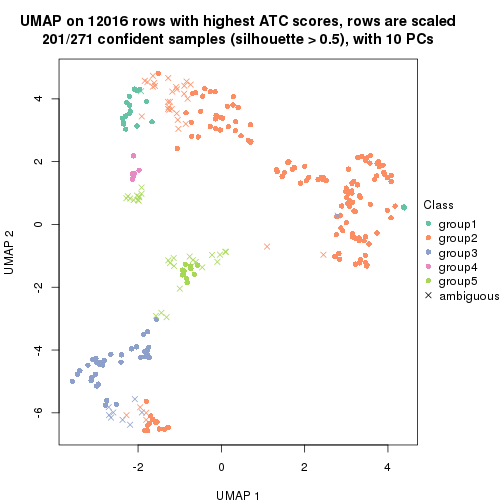 UMAP on 12016 rows with highest ATC scores, rows are scaled
201/271 confident samples (silhouette > 0.5), with 10 PCs
4
2
0
-2
-4
-6
UMAP 2
-2
0
2
4
UMAP 1
Class
group1
group2
group3
group4
group5
ambiguous